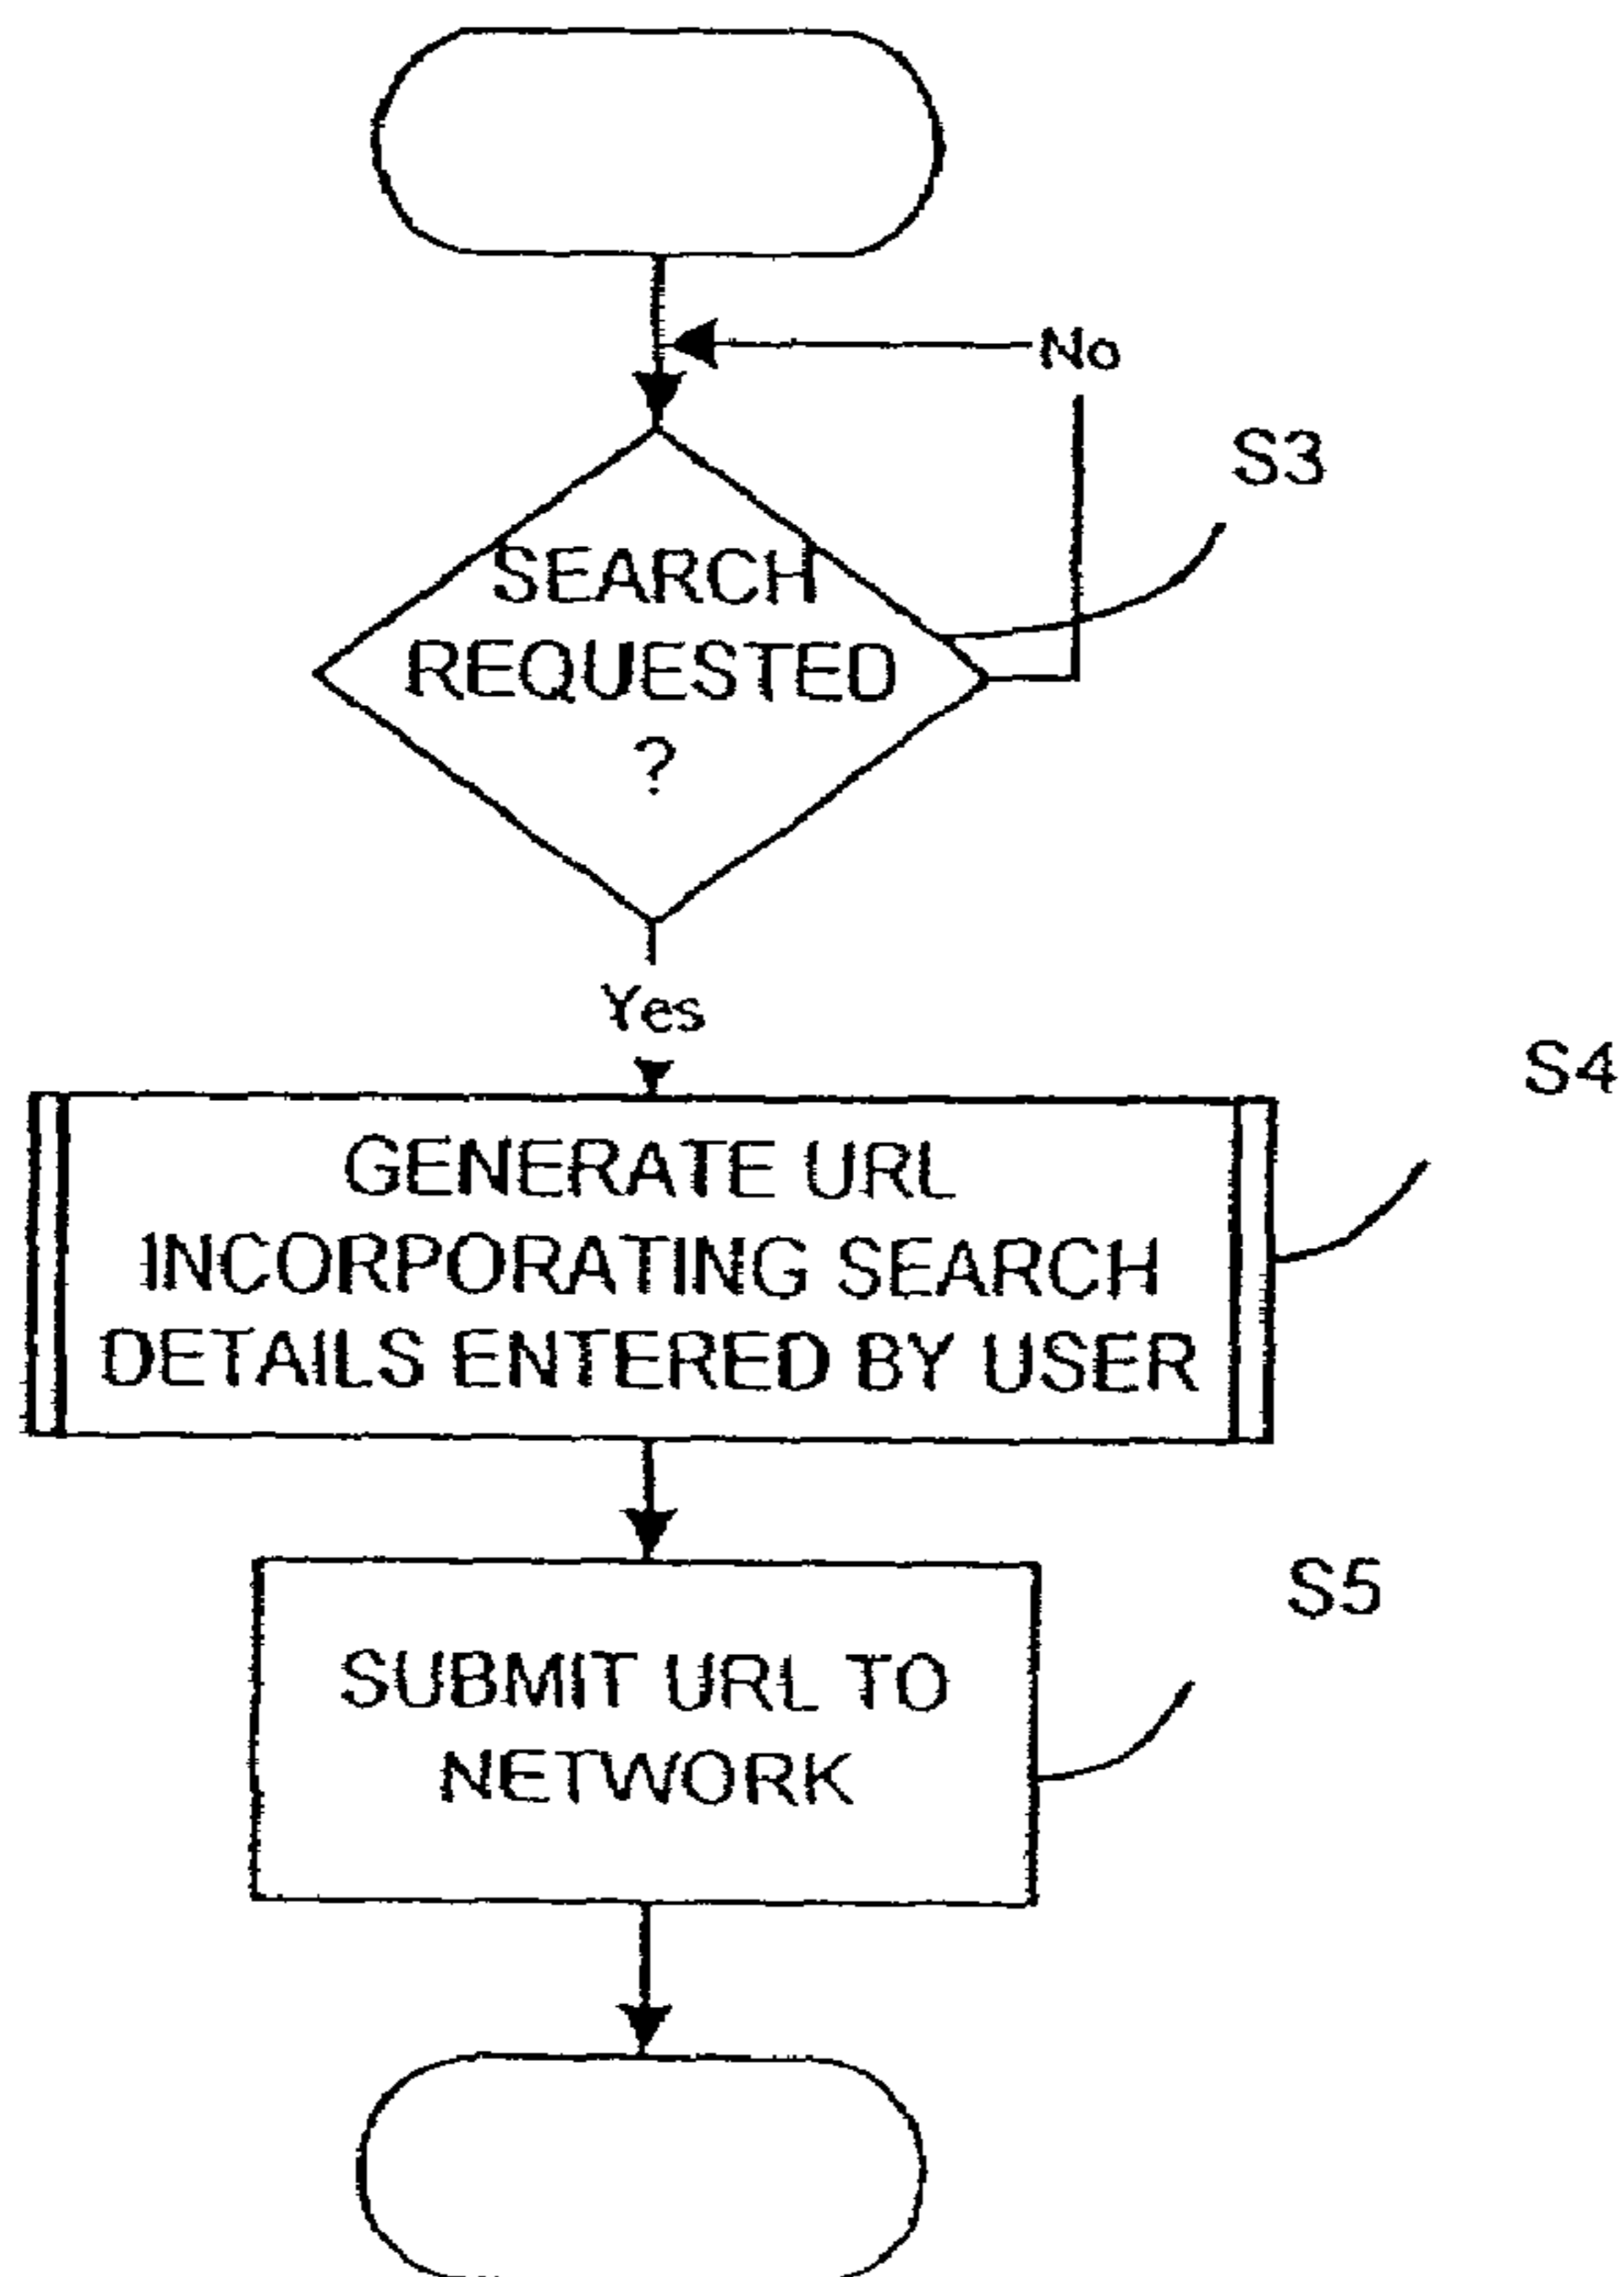 No
S3
SEARCH
REQUESTED
?
Yes
S4
GENERATE URL
INCORPORATING SEARCH
DETAILS ENTERED BY USER
S5
SUBMIT URL TO
NETWORK